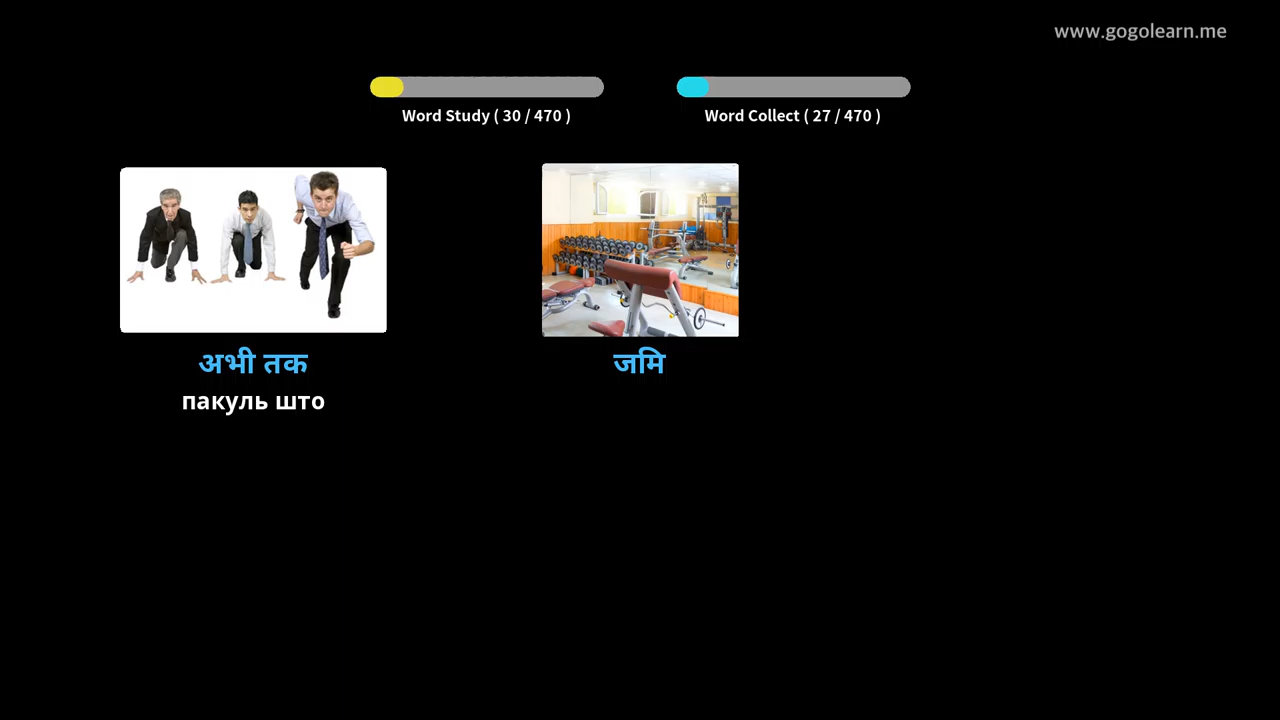 www.gogolearn.me
Word Study ( 30 / 470 )
Word Collect ( 27 / 470 )
अभी तक
जमि
пакуль што